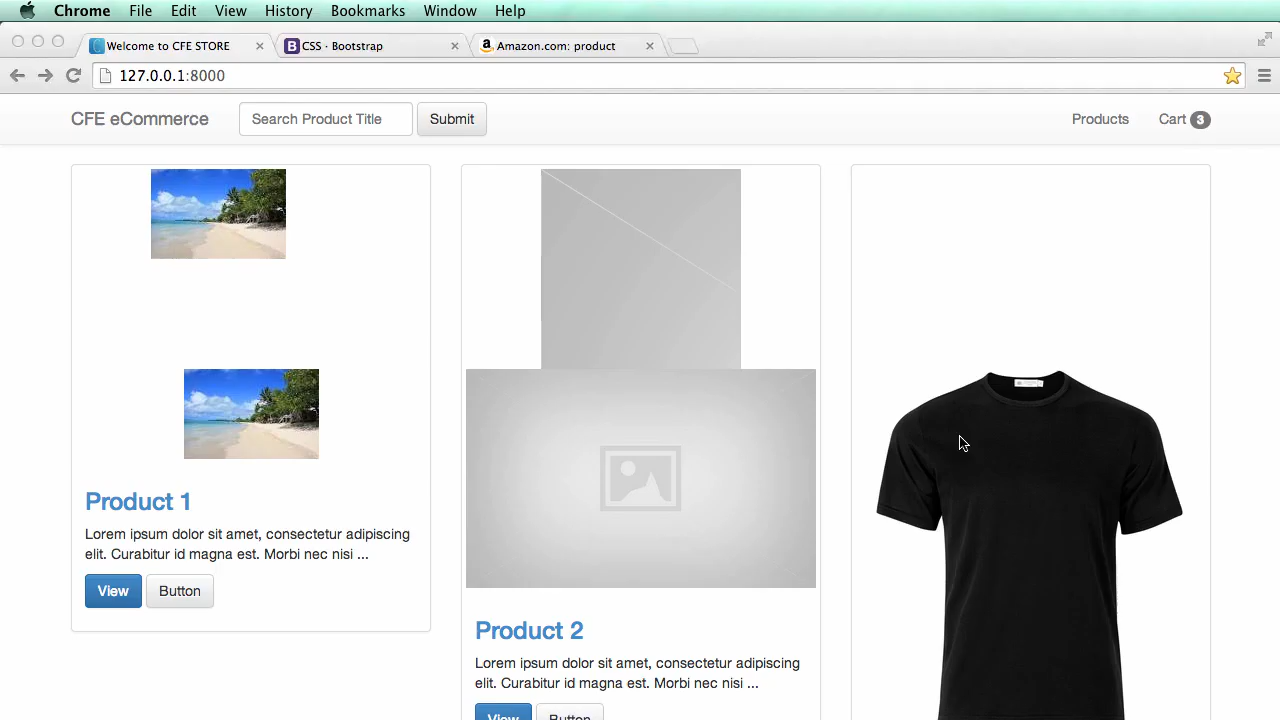 Chrome File Edit View History Bookmarks Window Help
Welcome to CFE STORE
CSS · Bootstrap
Amazon.com: product
127.0.0.1:8000
CFE eCommerce
Search Product Title
Submit
Products
Cart 3
Product 1
Lorem ipsum dolor sit amet, consectetur adipiscing
elit. Curabitur id magna est. Morbi nec nisi ...
View
Button
Product 2
Lorem ipsum dolor sit amet, consectetur adipiscing
elit. Curabitur id magna est. Morbi nec nisi ...
View
Button